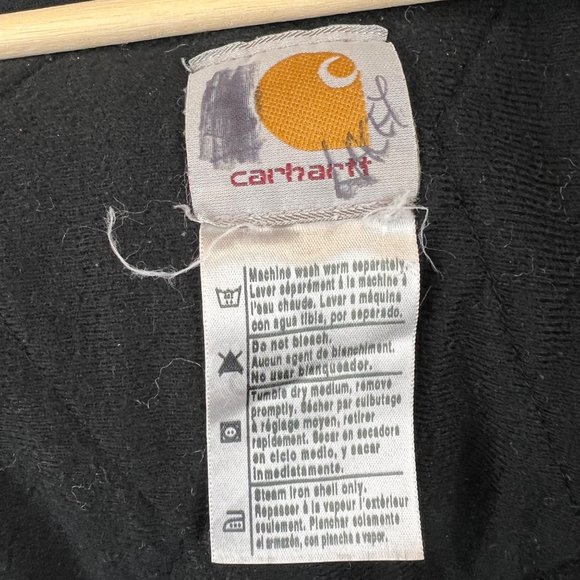 carhartt
Machine wash warm separately.
Laver séparément à la machine à
l'eau chaude. Lavar a máquina
con agua tibia, por separado.
Do not bleach.
Aucun agent de blanchiment.
No usar blanqueador.
Tumble dry medium, remove
promptly. Sécher par culbutage
à réglage moyen, retirer
rapidement. Secar en secadora
en ciclo medio, y sacar
inmediatamente.
Steam iron shell only.
Repasser à la vapeur l'extérieur
seulement. Planchar solamente
el armazón, con plancha a vapor.